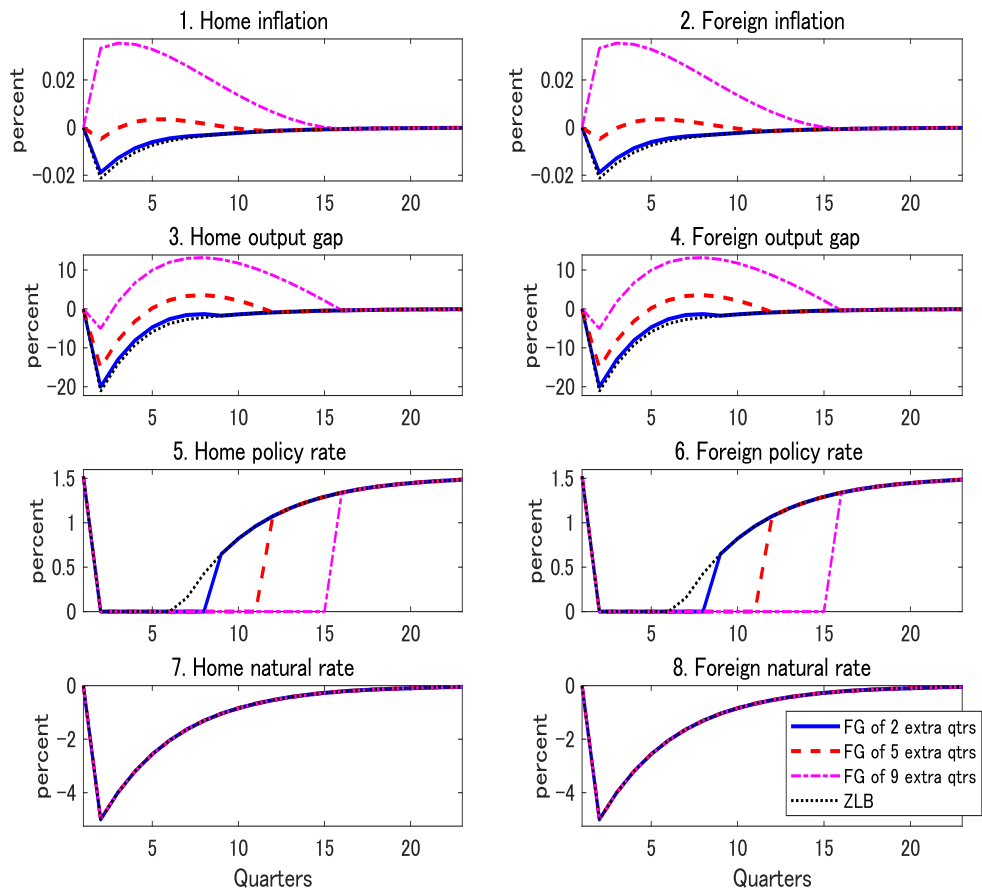 1. Home inflation
percent
0.02
0
-0.02
5 10 15 20
2. Foreign inflation
percent
0.02
0
-0.02
5 10 15 20
3. Home output gap
percent
10
0
-10
-20
5 10 15 20
4. Foreign output gap
percent
10
0
-10
-20
5 10 15 20
5. Home policy rate
percent
1.5
1
0.5
0
5 10 15 20
6. Foreign policy rate
percent
1.5
1
0.5
0
5 10 15 20
7. Home natural rate
percent
0
-2
-4
5 10 15 20
Quarters
8. Foreign natural rate
percent
0
-2
-4
5 10 15 20
Quarters
FG of 2 extra qtrs
FG of 5 extra qtrs
FG of 9 extra qtrs
ZLB